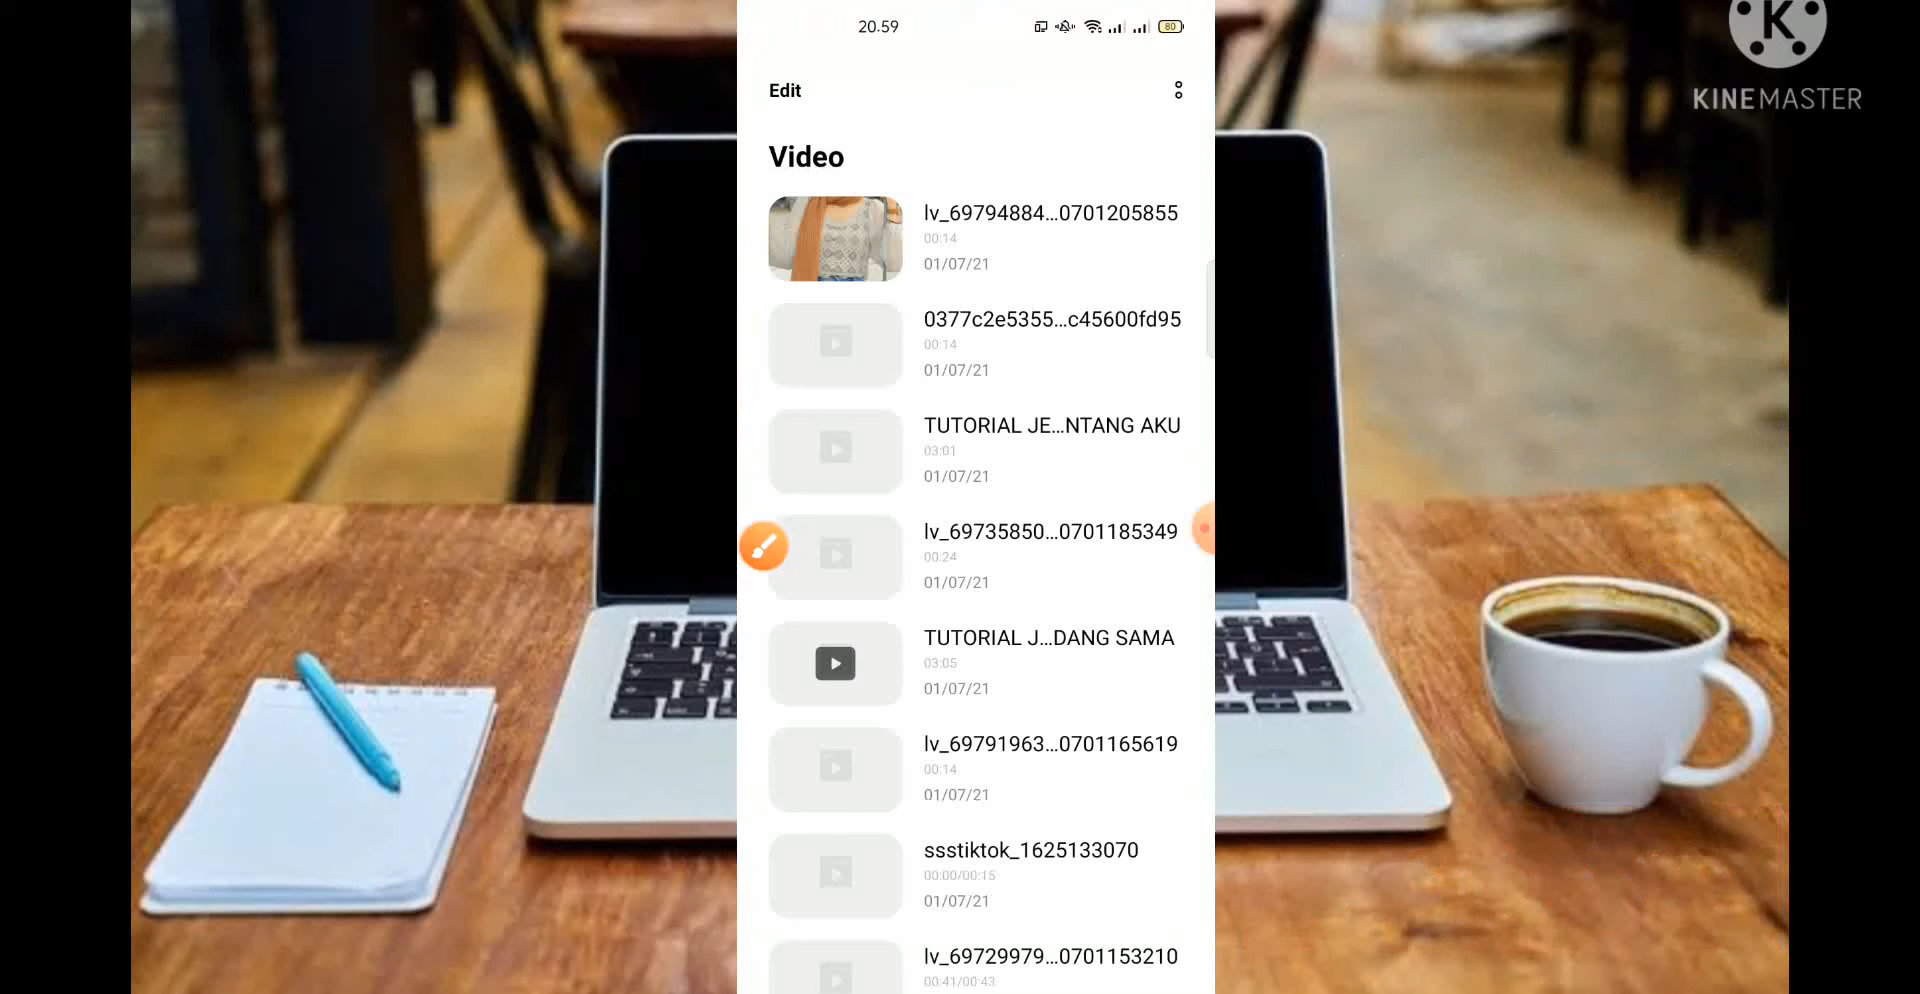 20.59
80
KINEMASTER
Edit
Video
lv_69794884...0701205855
00:14
01/07/21
0377c2e5355...c45600fd95
00:14
01/07/21
TUTORIAL JE...NTANG AKU
03:01
01/07/21
lv_69735850...0701185349
00:24
01/07/21
TUTORIAL J...DANG SAMA
03:05
01/07/21
lv_69791963...0701165619
00:14
01/07/21
ssstiktok_1625133070
00:00/00:15
01/07/21
lv_69729979...0701153210
00:41/00:43